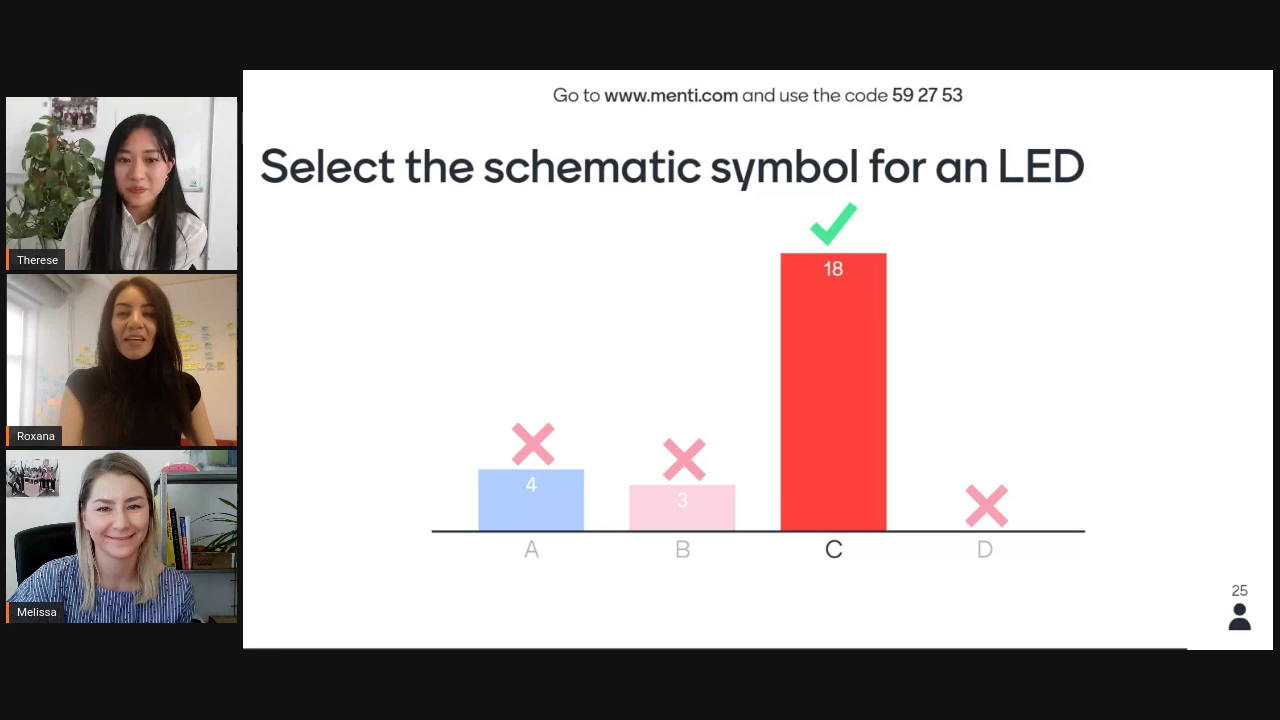 Go to www.menti.com and use the code 59 27 53
Select the schematic symbol for an LED
18
4
3
A
B
C
D
25
Therese
Roxana
Melissa